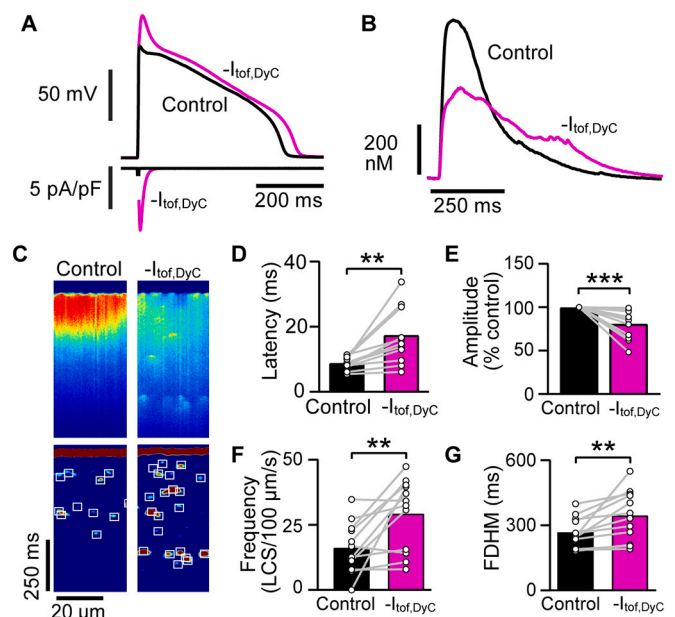 A
-Itof,DyC
50 mV
Control
5 pA/pF
-Itof,DyC
200 ms
B
Control
-Itof,DyC
200
nM
250 ms
C
Control -Itof,DyC
250 ms
20 µm
D
**
Latency (ms)
40
20
0
Control -Itof,DyC
E
***
Amplitude
(% control)
150
100
50
0
Control -Itof,DyC
F
**
Frequency
(LCS/100 µm/s)
50
25
0
Control -Itof,DyC
G
**
FDHM (ms)
600
300
0
Control -Itof,DyC